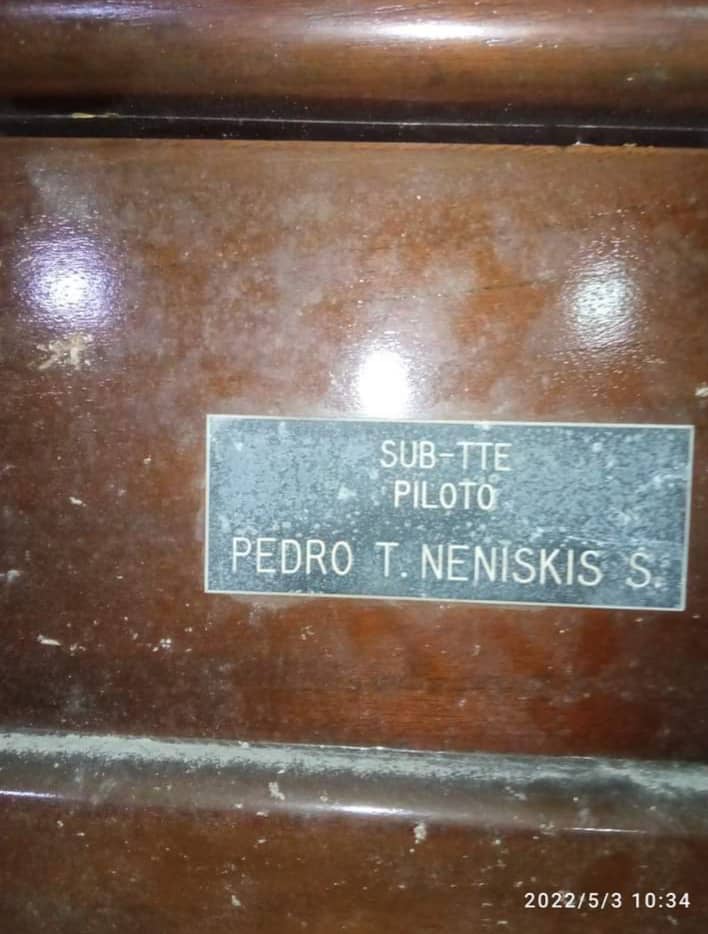 SUB-TTE
PILOTO
PEDRO T. NENISKIS S.
2022/5/3 10:34